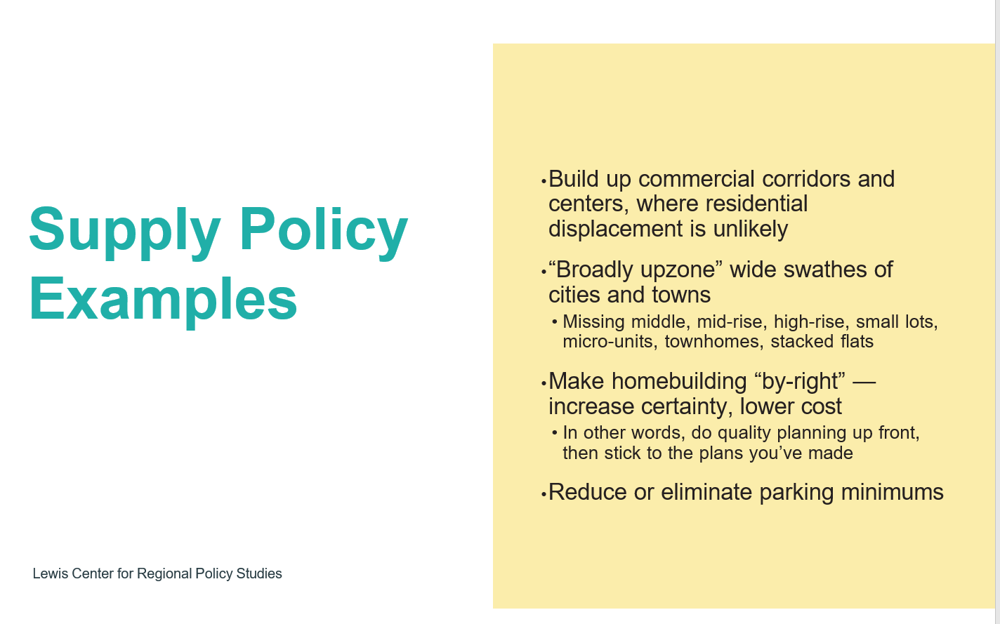 Supply Policy
Examples
•Build up commercial corridors and
centers, where residential
displacement is unlikely
•“Broadly upzone” wide swathes of
cities and towns
• Missing middle, mid-rise, high-rise, small lots,
micro-units, townhomes, stacked flats
•Make homebuilding “by-right” —
increase certainty, lower cost
• In other words, do quality planning up front,
then stick to the plans you’ve made
•Reduce or eliminate parking minimums
Lewis Center for Regional Policy Studies